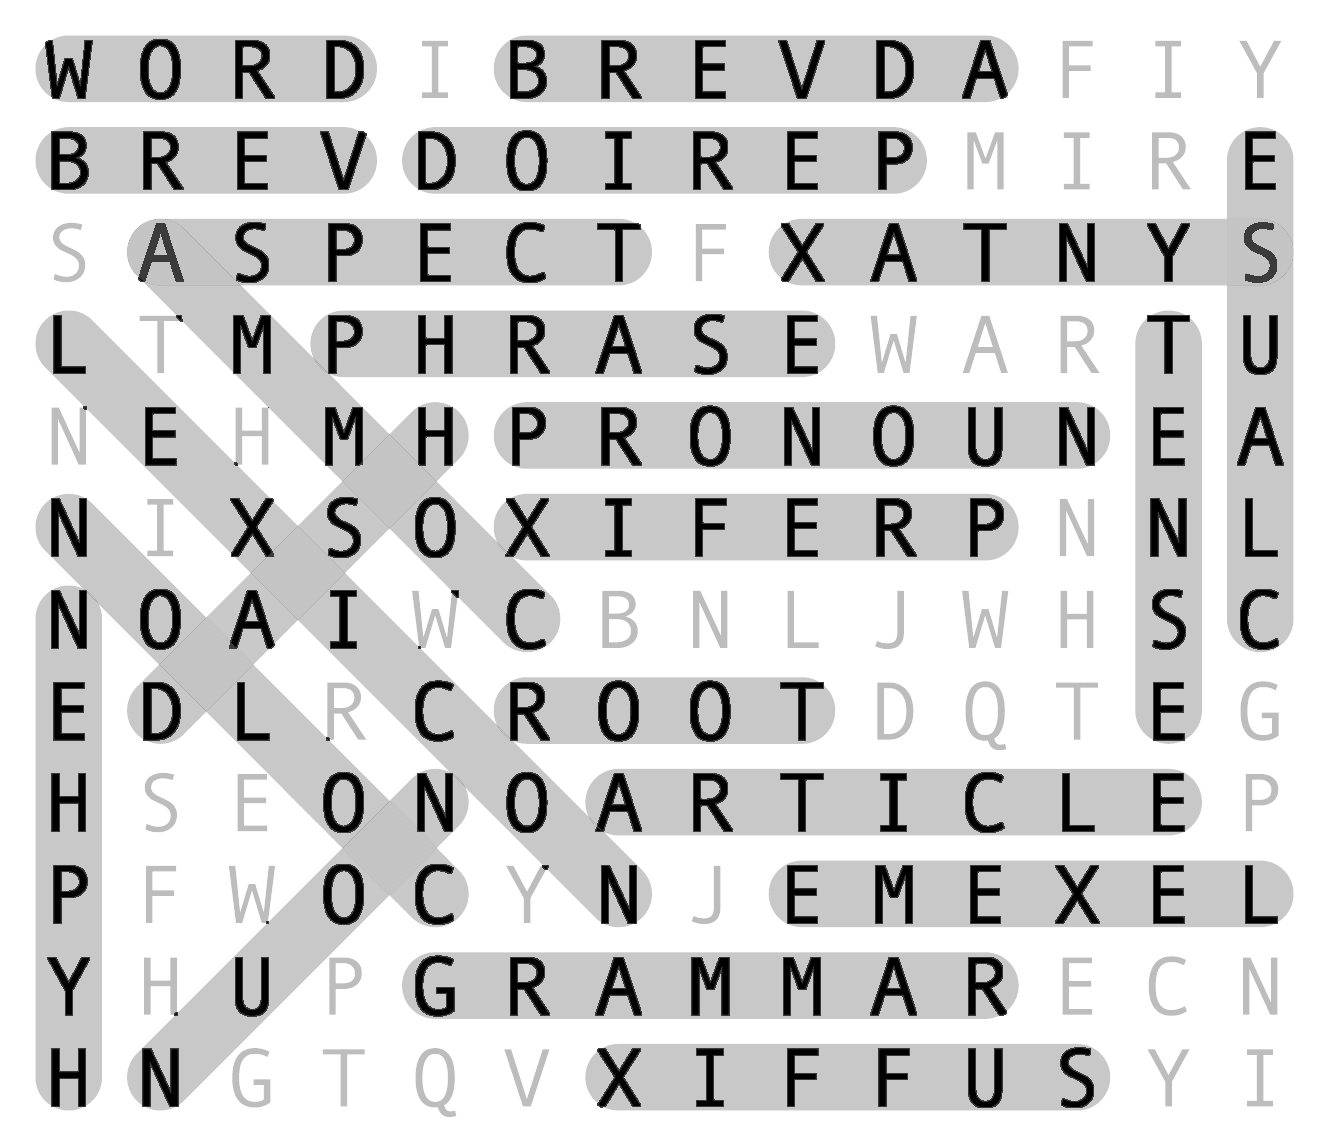 W O R D I B R E V D A F I Y
B R E V D O I R E P M I R E
S A S P E C T F X A T N Y S
L T M P H R A S E W A R T U
N E H M H P R O N O U N E A
N I X S O X I F E R P N N L
N O A I W C B N L J W H S C
E D L R C R O O T D Q T E G
H S E O N O A R T I C L E P
P F W O C Y N J E M E X E L
Y H U P G R A M M A R E C N
H N G T Q V X I F F U S Y I